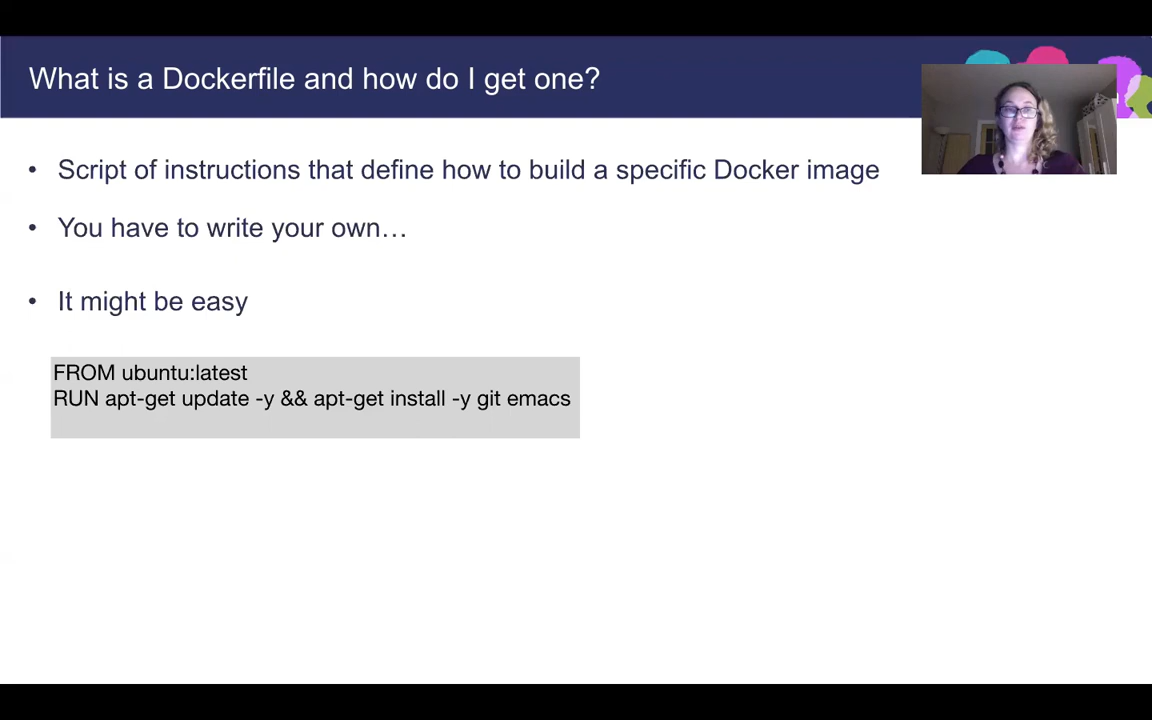 What is a Dockerfile and how do I get one?
• Script of instructions that define how to build a specific Docker image
• You have to write your own…
• It might be easy
FROM ubuntu:latest
RUN apt-get update -y && apt-get install -y git emacs